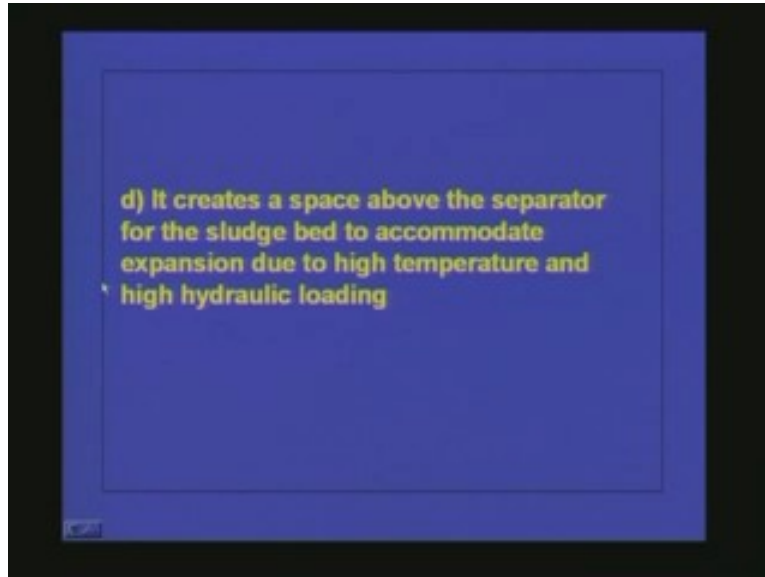 d) It creates a space above the separator
for the sludge bed to accommodate
expansion due to high temperature and
high hydraulic loading